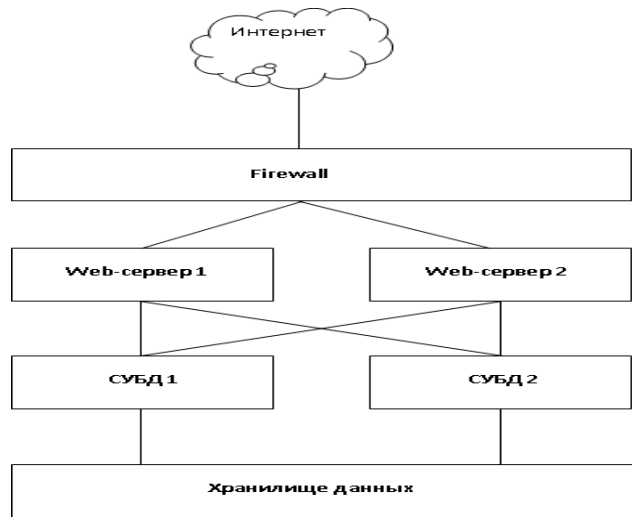 Интернет
Firewall
Web-сервер 1
Web-сервер 2
СУБД 1
СУБД 2
Хранилище данных